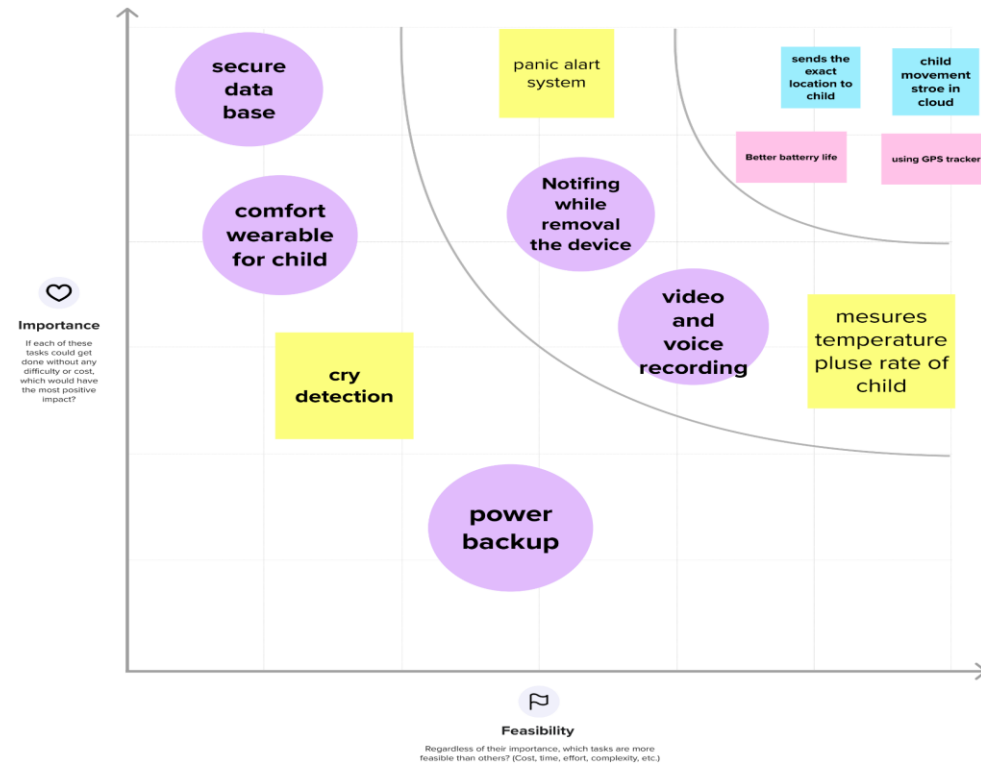 secure
data
base
panic alart
system
sends the
exact
location to
child
child
movement
stroe in
cloud
Better batterry life
using GPS tracker
comfort
wearable
for child
Notifing
while
removal
the device
video
and
voice
recording
mesures
temperature
pluse rate of
child
cry
detection
power
backup
Importance
If each of these
tasks could get
done without any
difficulty or cost,
which would have
the most positive
impact?
Feasibility
Regardless of their importance, which tasks are more
feasible than others? (Cost, time, effort, complexity, etc.)